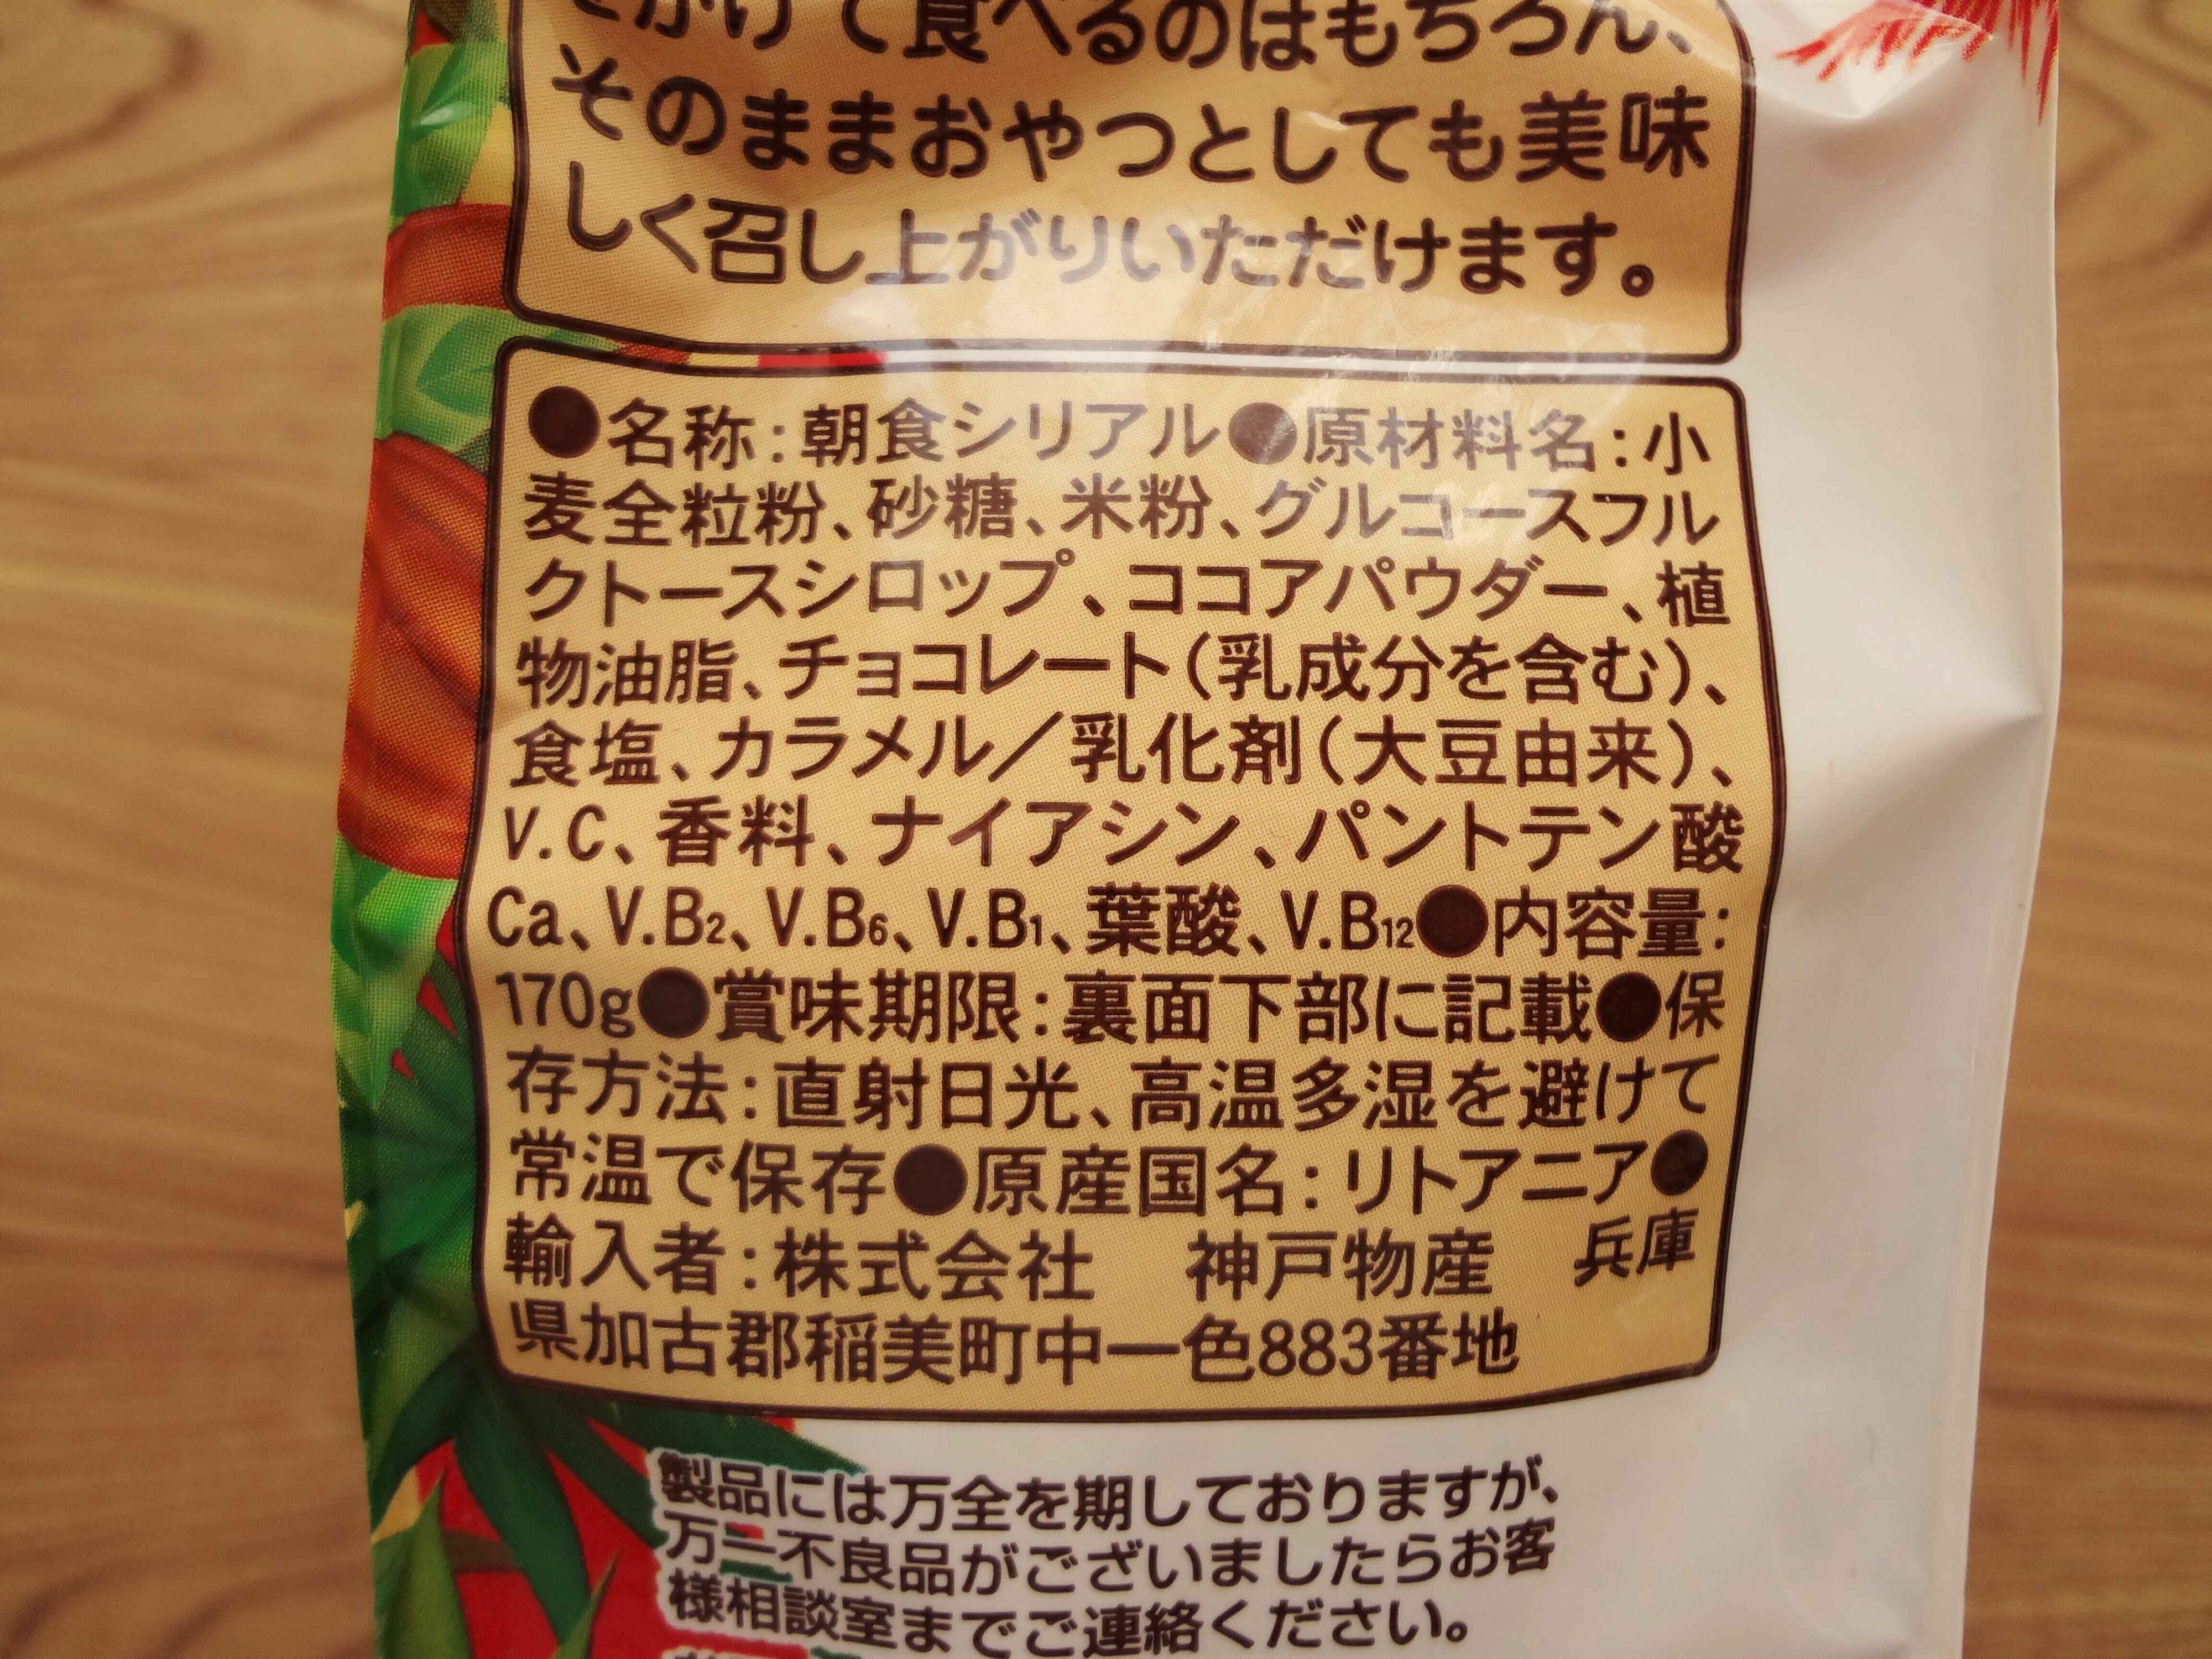 かけて食べるのはもちろん、
そのままおやつとしても美味
しく召し上がりいただけます。
●名称:朝食シリアル●原材料名:小
麦全粒粉、砂糖、米粉、グルコースフル
クトースシロップ、ココアパウダー、植
物油脂、チョコレート(乳成分を含む)、
食塩、カラメル/乳化剤(大豆由来)、
V.C、香料、ナイアシン、パントテン酸
Ca、V.B2、V.B6、V.B1、葉酸、V.B12●内容量:
170g●賞味期限:裏面下部に記載●保
存方法:直射日光、高温多湿を避けて
常温で保存●原産国名:リトアニア●
輸入者:株式会社 神戸物産 兵庫
県加古郡稲美町中一色883番地
製品には万全を期しておりますが、
万一不良品がございましたらお客
様相談室までご連絡ください。